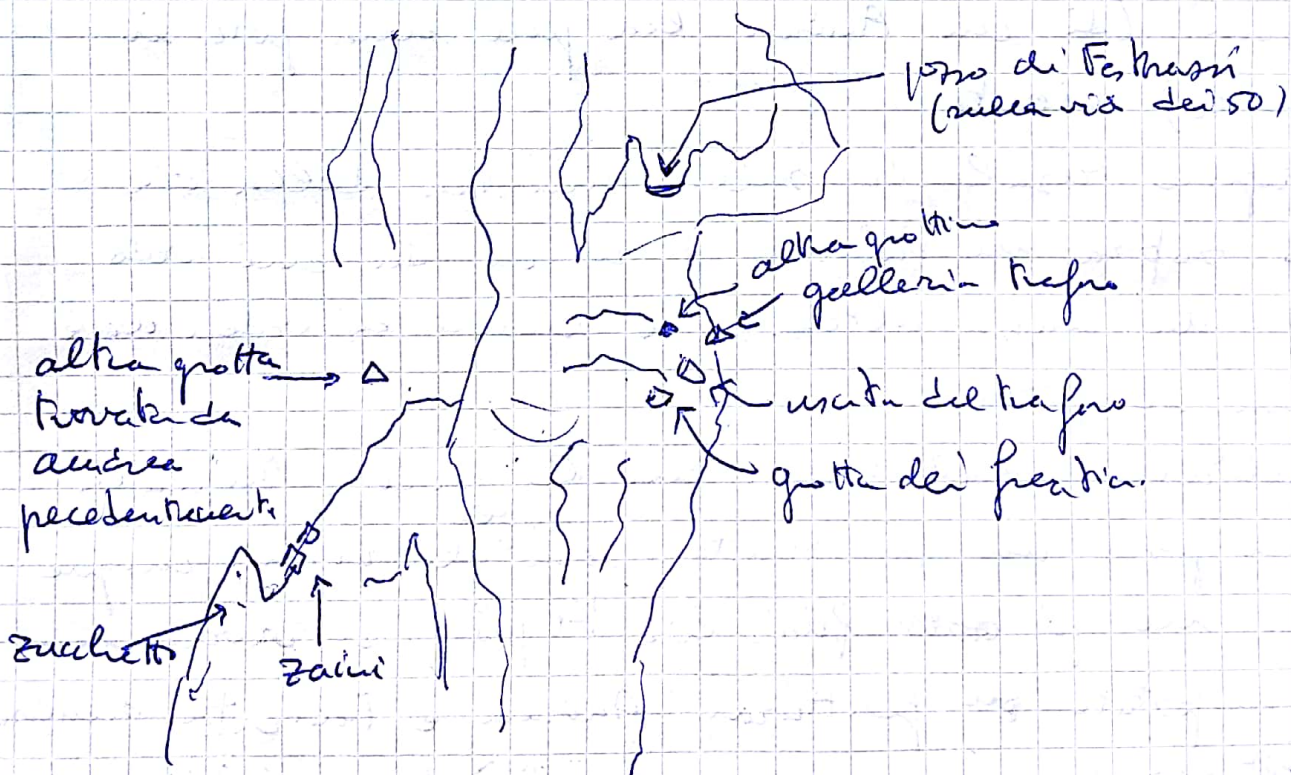 pozzo di
(sulla via dei 50)
altra grottina
galleria traforo
altra grotta
trovata da
andrea
precedentemente
uscita del traforo
grotta dei freatici.
Zucchetto
zaini